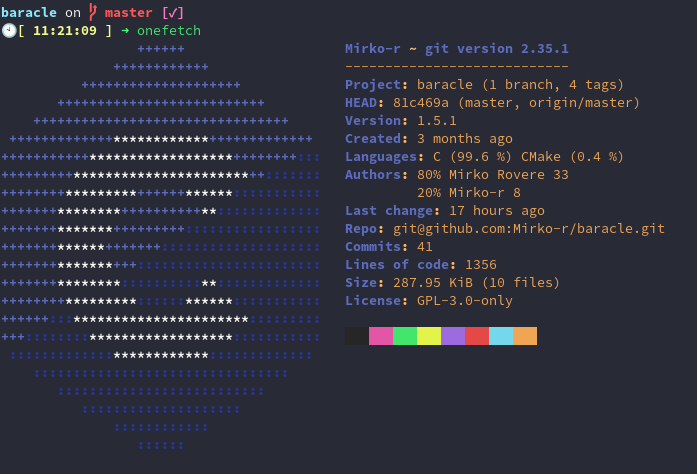 baracle on master [✓]
[ 11:21:09 ] ➜ onefetch
Mirko-r ~ git version 2.35.1
----------------------------
Project: baracle (1 branch, 4 tags)
HEAD: 81c469a (master, origin/master)
Version: 1.5.1
Created: 3 months ago
Languages: C (99.6 %) CMake (0.4 %)
Authors: 80% Mirko Rovere 33
20% Mirko-r 8
Last change: 17 hours ago
Repo: git@github.com:Mirko-r/baracle.git
Commits: 41
Lines of code: 1356
Size: 287.95 KiB (10 files)
License: GPL-3.0-only